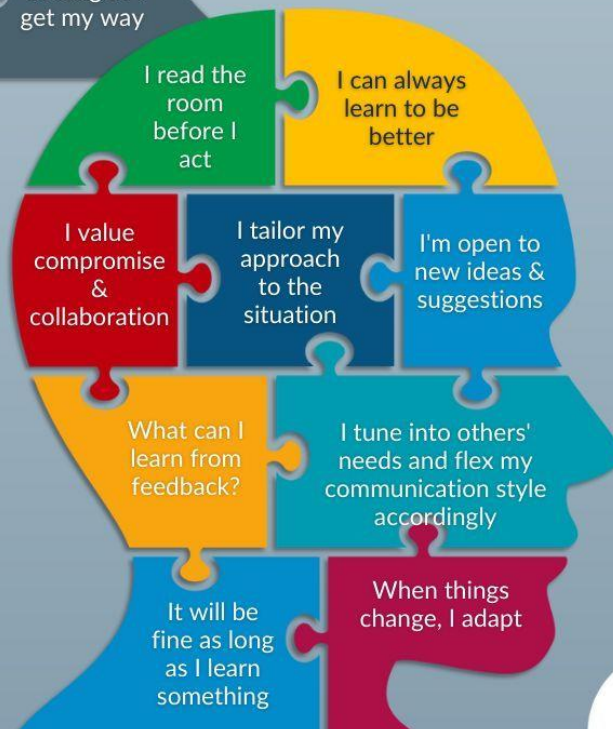 get my way
I read the
room
before I
act
I can always
learn to be
better
I value
compromise
&
collaboration
I tailor my
approach
to the
situation
I'm open to
new ideas &
suggestions
What can I
learn from
feedback?
I tune into others'
needs and flex my
communication style
accordingly
It will be
fine as long
as I learn
something
When things
change, I adapt